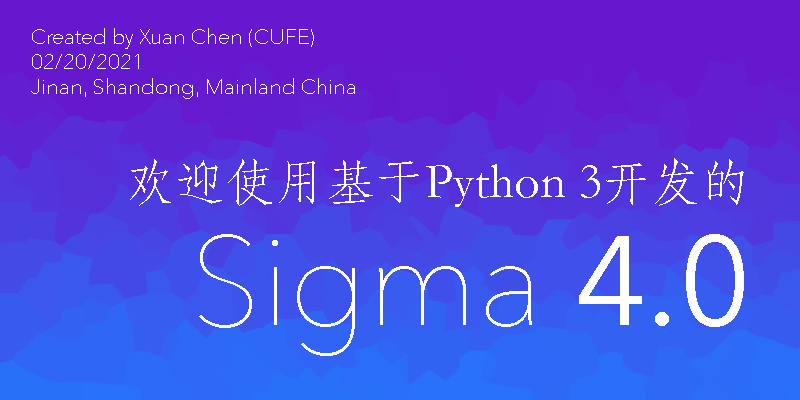 Created by Xuan Chen (CUFE)
02/20/2021
Jinan, Shandong, Mainland China
欢迎使用基于Python 3开发的
Sigma 4.0